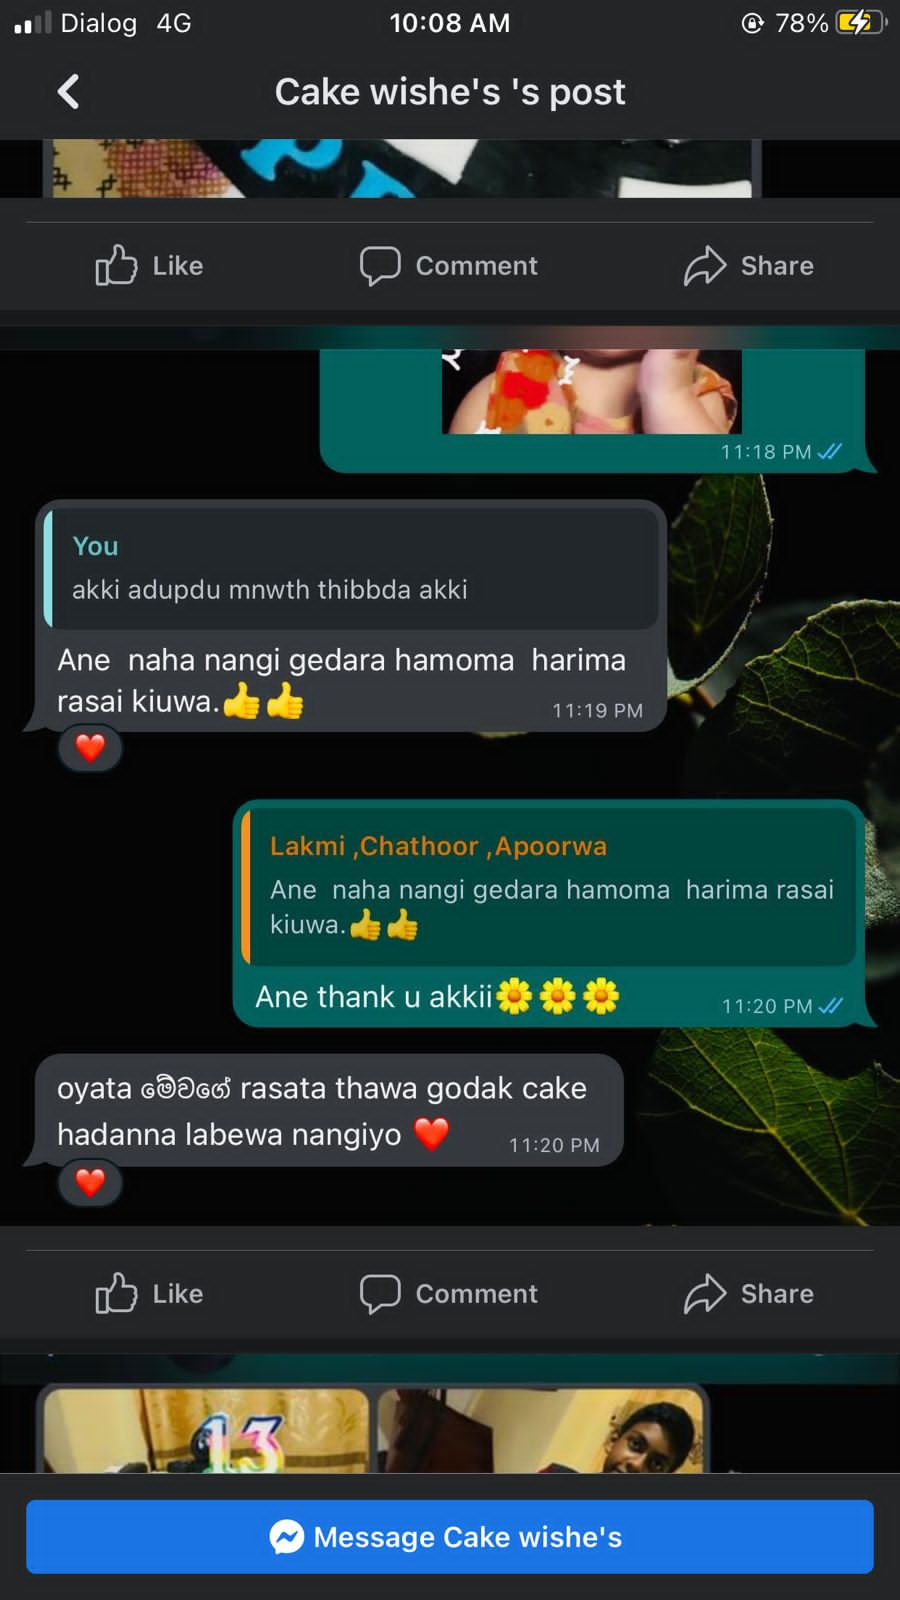 Dialog 4G 10:08 AM 78%
Cake wishe's 's post
Like Comment Share
11:18 PM
You
akki adupdu mnwth thibbda akki
Ane naha nangi gedara hamoma harima
rasai kiuwa.👍👍 11:19 PM
❤️
Lakmi ,Chathoor ,Apoorwa
Ane naha nangi gedara hamoma harima rasai
kiuwa.👍👍
Ane thank u akkii🌼🌼🌼 11:20 PM
oyata මේවගේ rasata thawa godak cake
hadanna labewa nangiyo ❤️ 11:20 PM
❤️
Like Comment Share
13
Message Cake wishe's